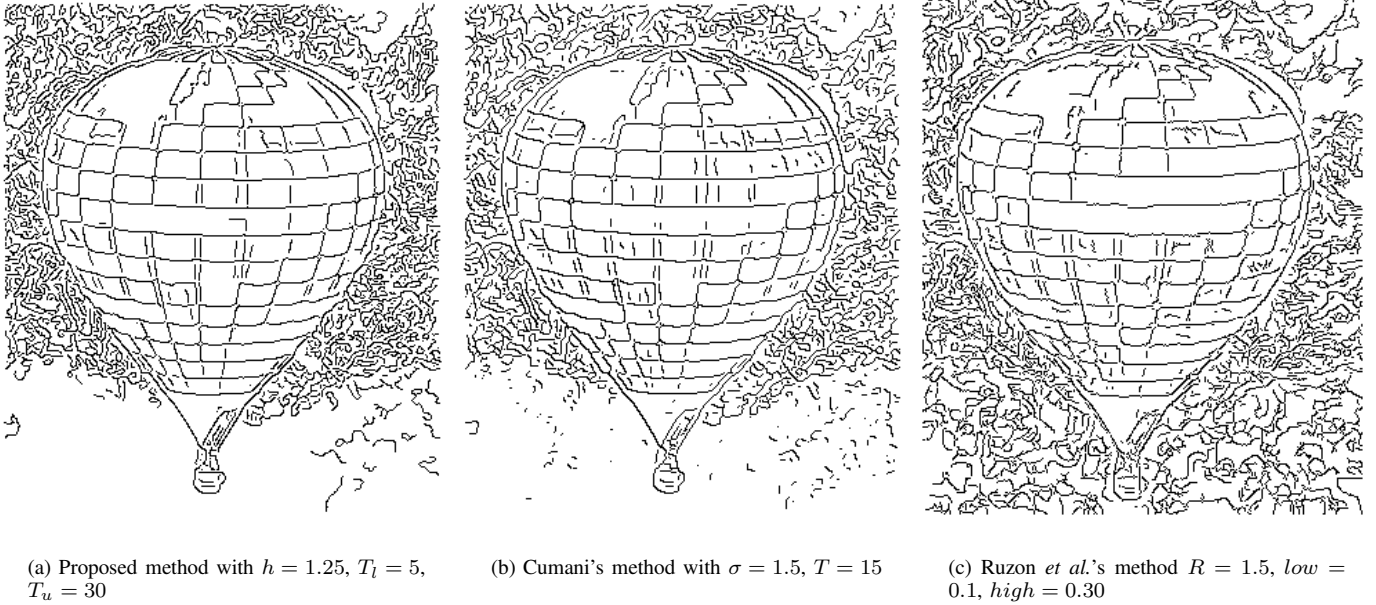 (a) Proposed method with h = 1.25, T_l = 5,
T_u = 30
(b) Cumani's method with σ = 1.5, T = 15
(c) Ruzon et al.'s method R = 1.5, low =
0.1, high = 0.30